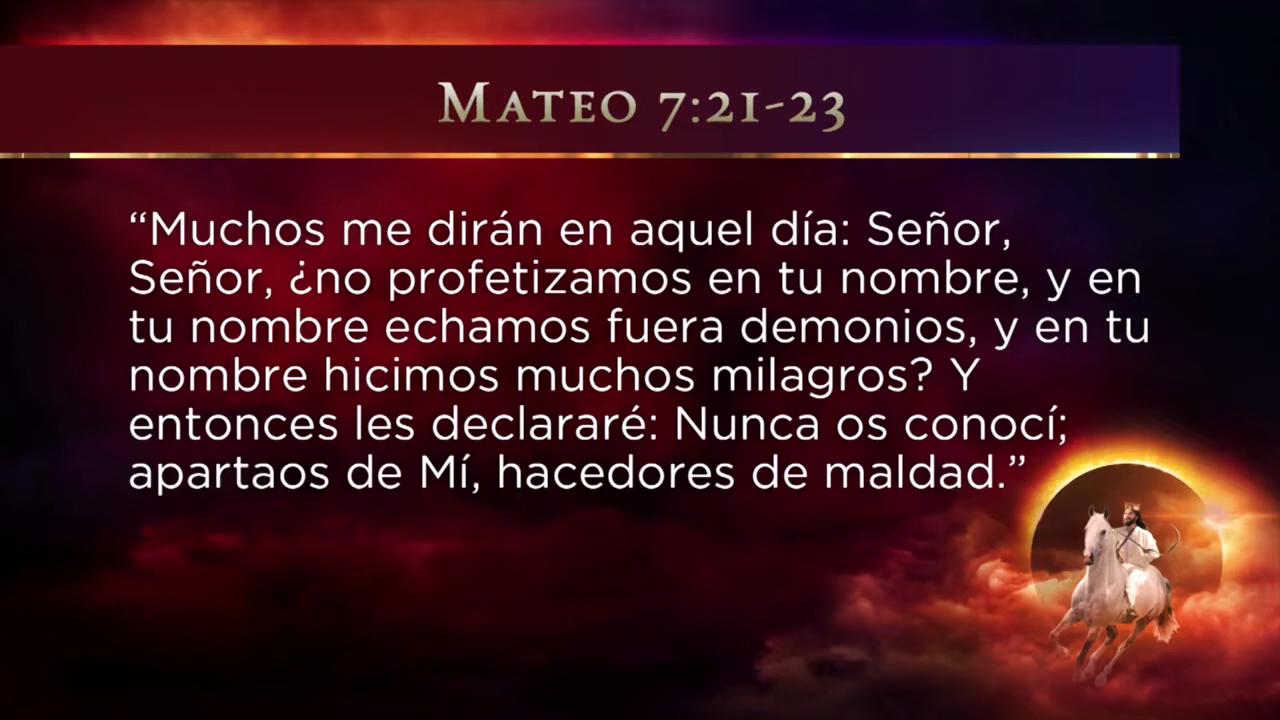 Mateo 7:21-23
“Muchos me dirán en aquel día: Señor,
Señor, ¿no profetizamos en tu nombre, y en
tu nombre echamos fuera demonios, y en tu
nombre hicimos muchos milagros? Y
entonces les declararé: Nunca os conocí;
apartaos de Mí, hacedores de maldad.”